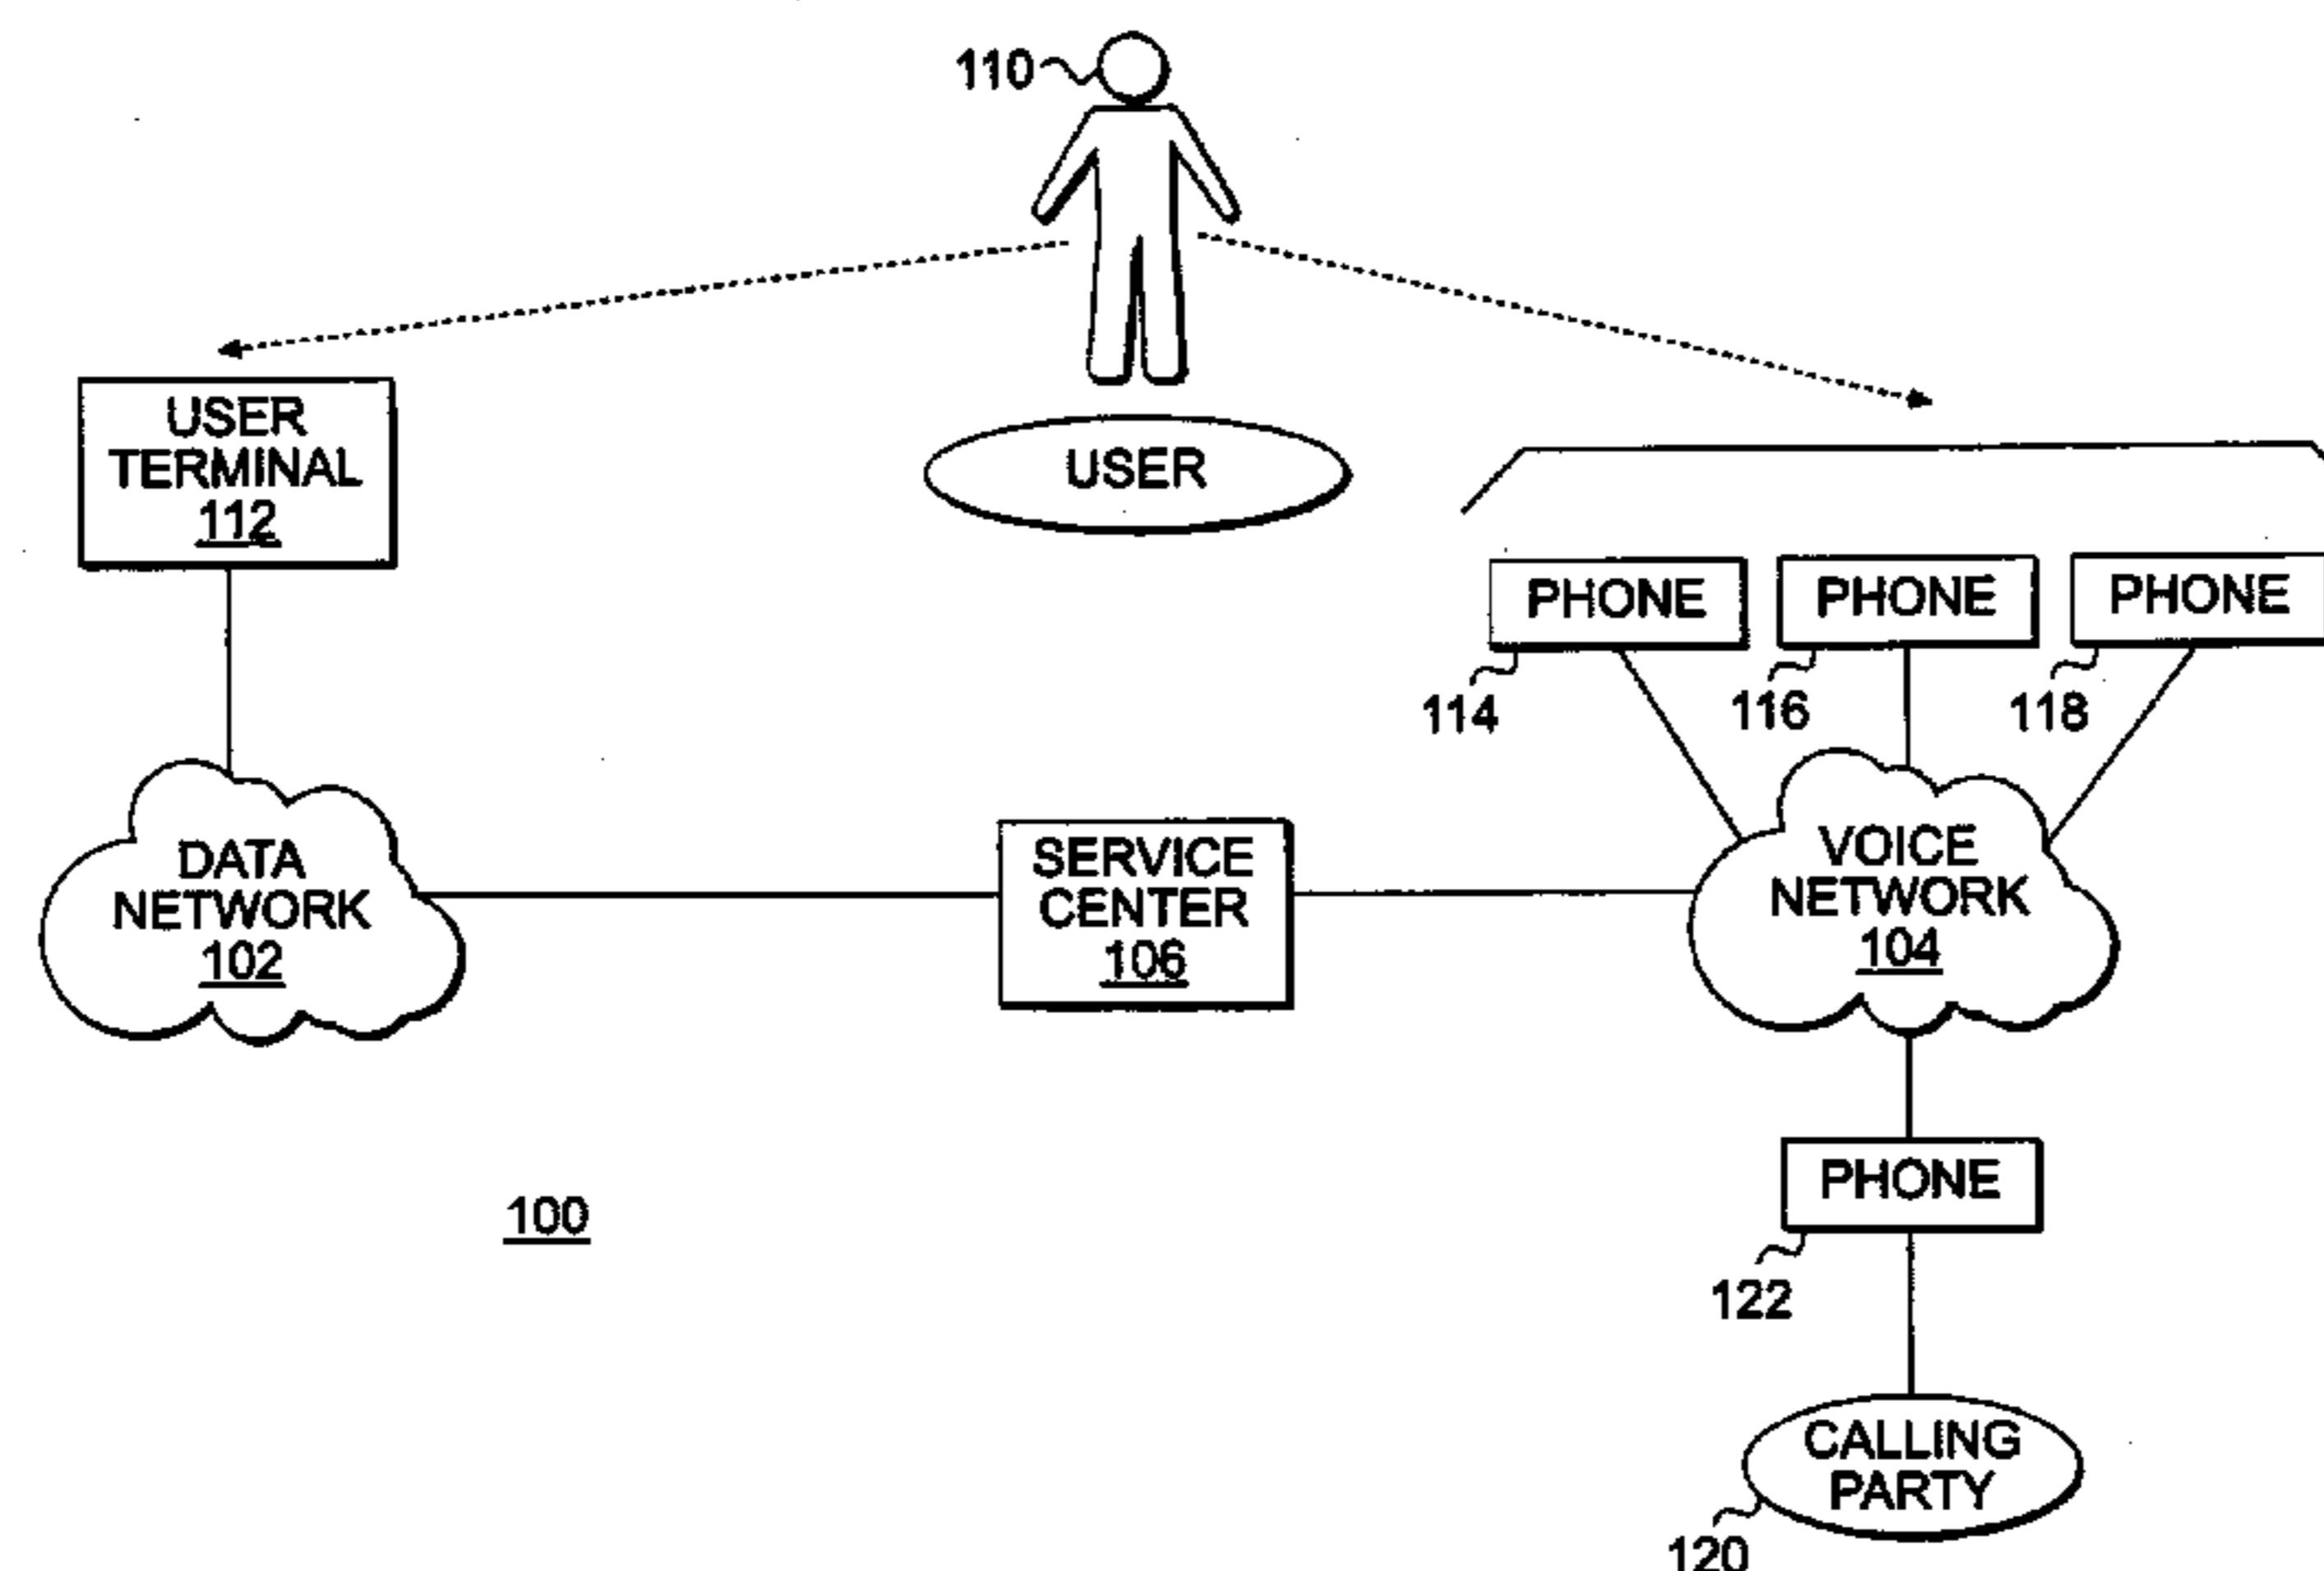 110
USER
TERMINAL
112
USER
PHONE
PHONE
PHONE
114
116
118
DATA
NETWORK
102
SERVICE
CENTER
106
VOICE
NETWORK
104
100
PHONE
122
CALLING
PARTY
120